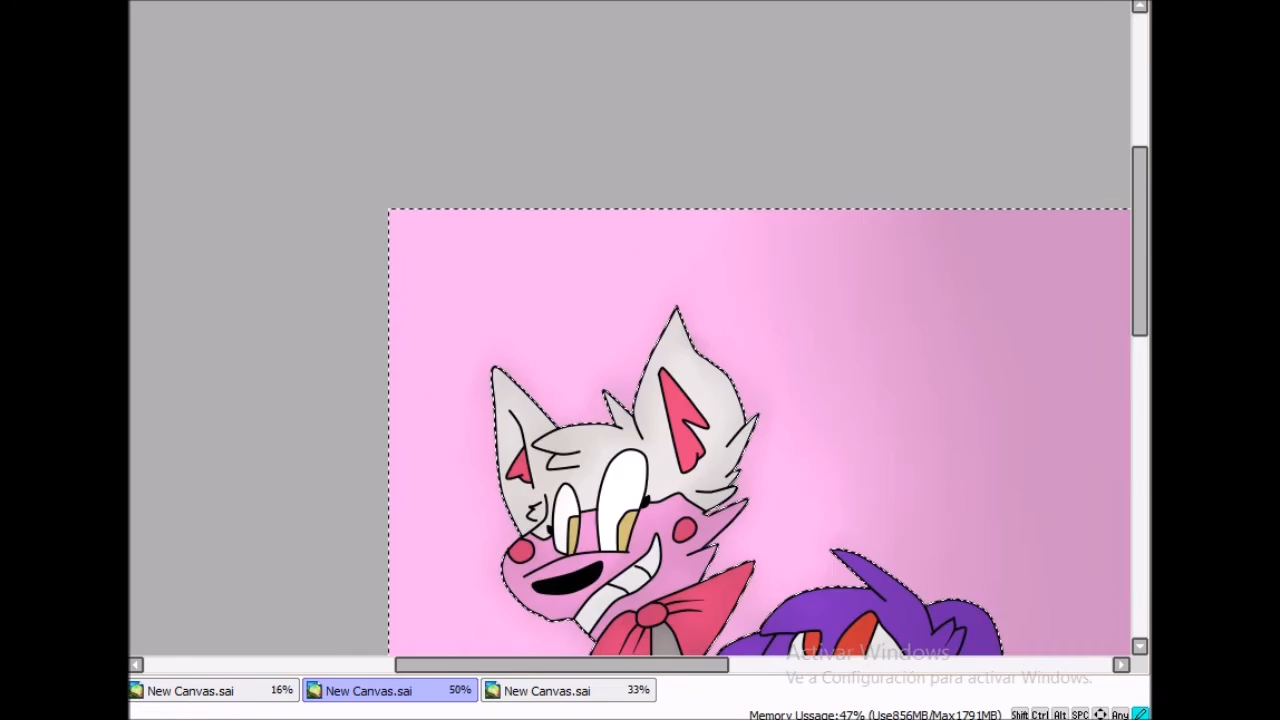 Activar Windows
Ve a Configuración para activar Windows.
New Canvas.sai 16% New Canvas.sai 50% New Canvas.sai 33%
Memory Ussage:47% (Use856MB/Max1791MB) Shift Ctrl Alt SPC Any